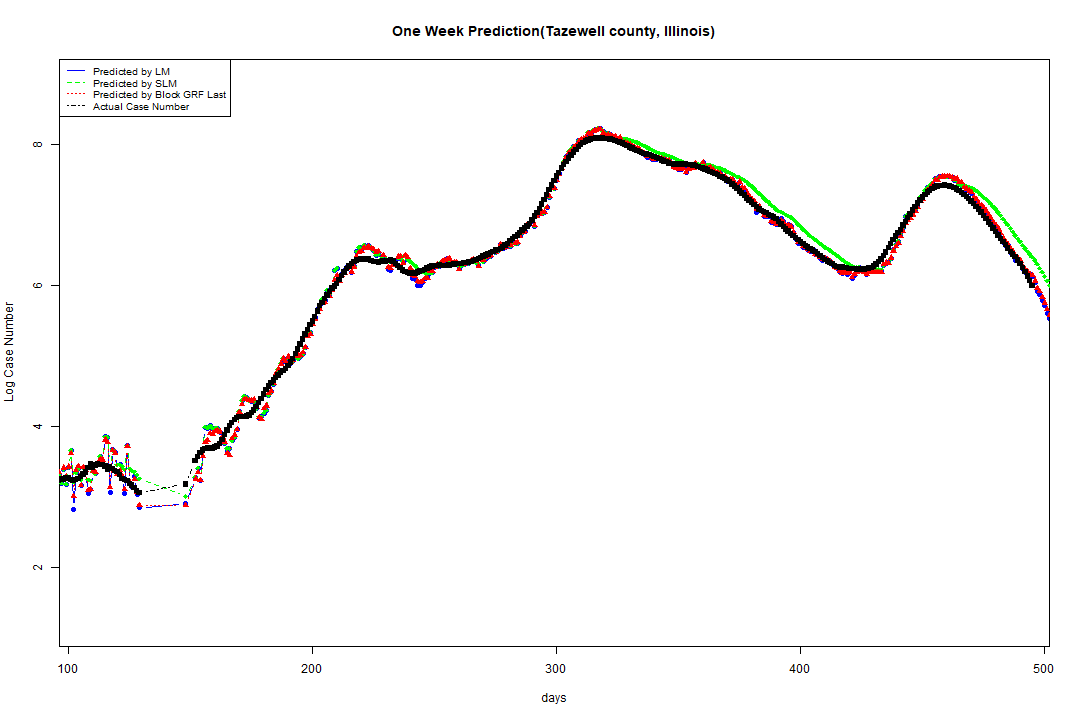 One Week Prediction(Tazewell county, Illinois)
Predicted by LM
Predicted by SLM
Predicted by Block GRF Last
Actual Case Number
8
6
4
2
Log Case Number
100 200 300 400 500
days